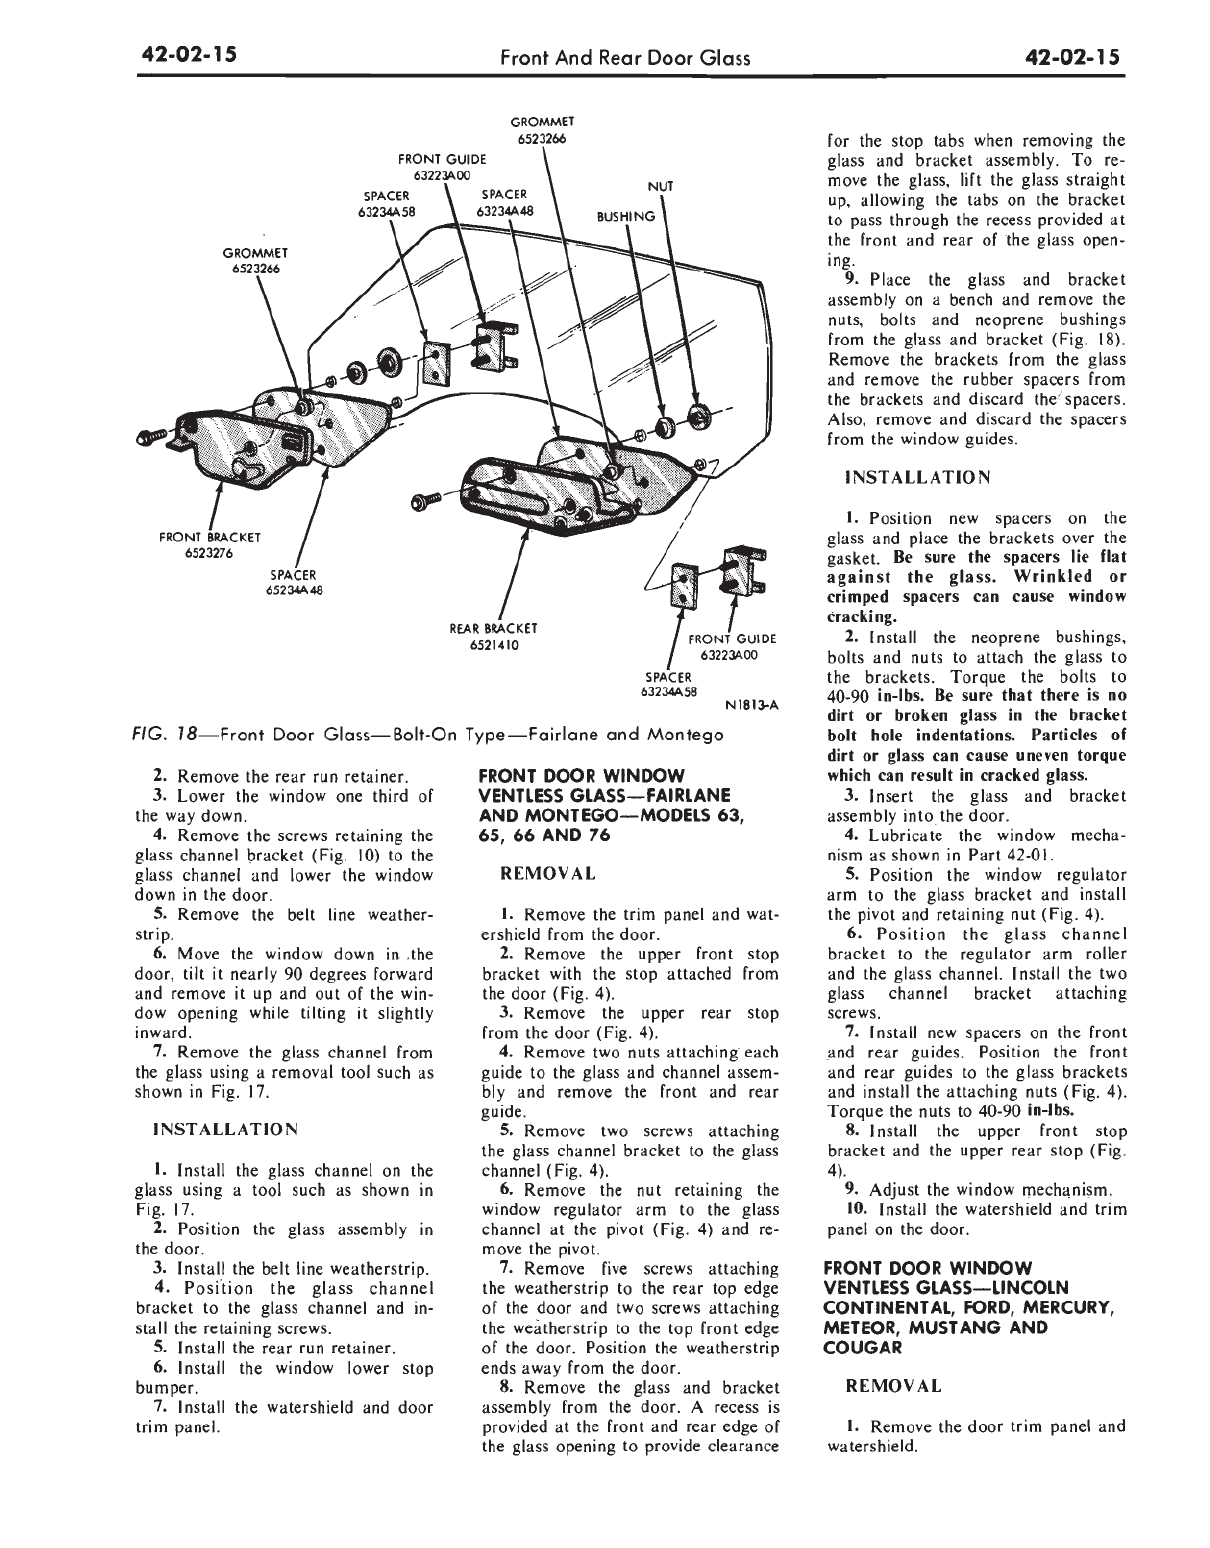 42-02-15
Front And Rear Door Glass
42-02-15
GROMMET
6523266
FRONT GUIDE
63223A00
SPACER
63234A58
SPACER
63234A48
NUT
BUSHING
GROMMET
6523266
FRONT BRACKET
6523276
SPACER
65234A48
REAR BRACKET
6521410
FRONT GUIDE
63223A00
SPACER
63234A58
N1813-A
FIG. 18—Front Door Glass—Bolt-On Type—Fairlane and Montego
2. Remove the rear run retainer.
3. Lower the window one third of
the way down.
4. Remove the screws retaining the
glass channel bracket (Fig. 10) to the
glass channel and lower the window
down in the door.
5. Remove the belt line weather-
strip.
6. Move the window down in the
door, tilt it nearly 90 degrees forward
and remove it up and out of the win-
dow opening while tilting it slightly
inward.
7. Remove the glass channel from
the glass using a removal tool such as
shown in Fig. 17.
INSTALLATION
1. Install the glass channel on the
glass using a tool such as shown in
Fig. 17.
2. Position the glass assembly in
the door.
3. Install the belt line weatherstrip.
4. Position the glass channel
bracket to the glass channel and in-
stall the retaining screws.
5. Install the rear run retainer.
6. Install the window lower stop
bumper.
7. Install the watershield and door
trim panel.
FRONT DOOR WINDOW
VENTLESS GLASS—FAIRLANE
AND MONTEGO—MODELS 63,
65, 66 AND 76
REMOVAL
1. Remove the trim panel and wat-
ershield from the door.
2. Remove the upper front stop
bracket with the stop attached from
the door (Fig. 4).
3. Remove the upper rear stop
from the door (Fig. 4).
4. Remove two nuts attaching each
guide to the glass and channel assem-
bly and remove the front and rear
guide.
5. Remove two screws attaching
the glass channel bracket to the glass
channel (Fig. 4).
6. Remove the nut retaining the
window regulator arm to the glass
channel at the pivot (Fig. 4) and re-
move the pivot.
7. Remove five screws attaching
the weatherstrip to the rear top edge
of the door and two screws attaching
the weatherstrip to the top front edge
of the door. Position the weatherstrip
ends away from the door.
8. Remove the glass and bracket
assembly from the door. A recess is
provided at the front and rear edge of
the glass opening to provide clearance
for the stop tabs when removing the
glass and bracket assembly. To re-
move the glass, lift the glass straight
up, allowing the tabs on the bracket
to pass through the recess provided at
the front and rear of the glass open-
ing.
9. Place the glass and bracket
assembly on a bench and remove the
nuts, bolts and neoprene bushings
from the glass and bracket (Fig. 18).
Remove the brackets from the glass
and remove the rubber spacers from
the brackets and discard the spacers.
Also, remove and discard the spacers
from the window guides.
INSTALLATION
1. Position new spacers on the
glass and place the brackets over the
gasket. Be sure the spacers lie flat
against the glass. Wrinkled or
crimped spacers can cause window
cracking.
2. Install the neoprene bushings,
bolts and nuts to attach the glass to
the brackets. Torque the bolts to
40-90 in-lbs. Be sure that there is no
dirt or broken glass in the bracket
bolt hole indentations. Particles of
dirt or glass can cause uneven torque
which can result in cracked glass.
3. Insert the glass and bracket
assembly into the door.
4. Lubricate the window mecha-
nism as shown in Part 42-01.
5. Position the window regulator
arm to the glass bracket and install
the pivot and retaining nut (Fig. 4).
6. Position the glass channel
bracket to the regulator arm roller
and the glass channel. Install the two
glass channel bracket attaching
screws.
7. Install new spacers on the front
and rear guides. Position the front
and rear guides to the glass brackets
and install the attaching nuts (Fig. 4).
Torque the nuts to 40-90 in-lbs.
8. Install the upper front stop
bracket and the upper rear stop (Fig.
4).
9. Adjust the window mechanism.
10. Install the watershield and trim
panel on the door.
FRONT DOOR WINDOW
VENTLESS GLASS—LINCOLN
CONTINENTAL, FORD, MERCURY,
METEOR, MUSTANG AND
COUGAR
REMOVAL
1. Remove the door trim panel and
watershield.